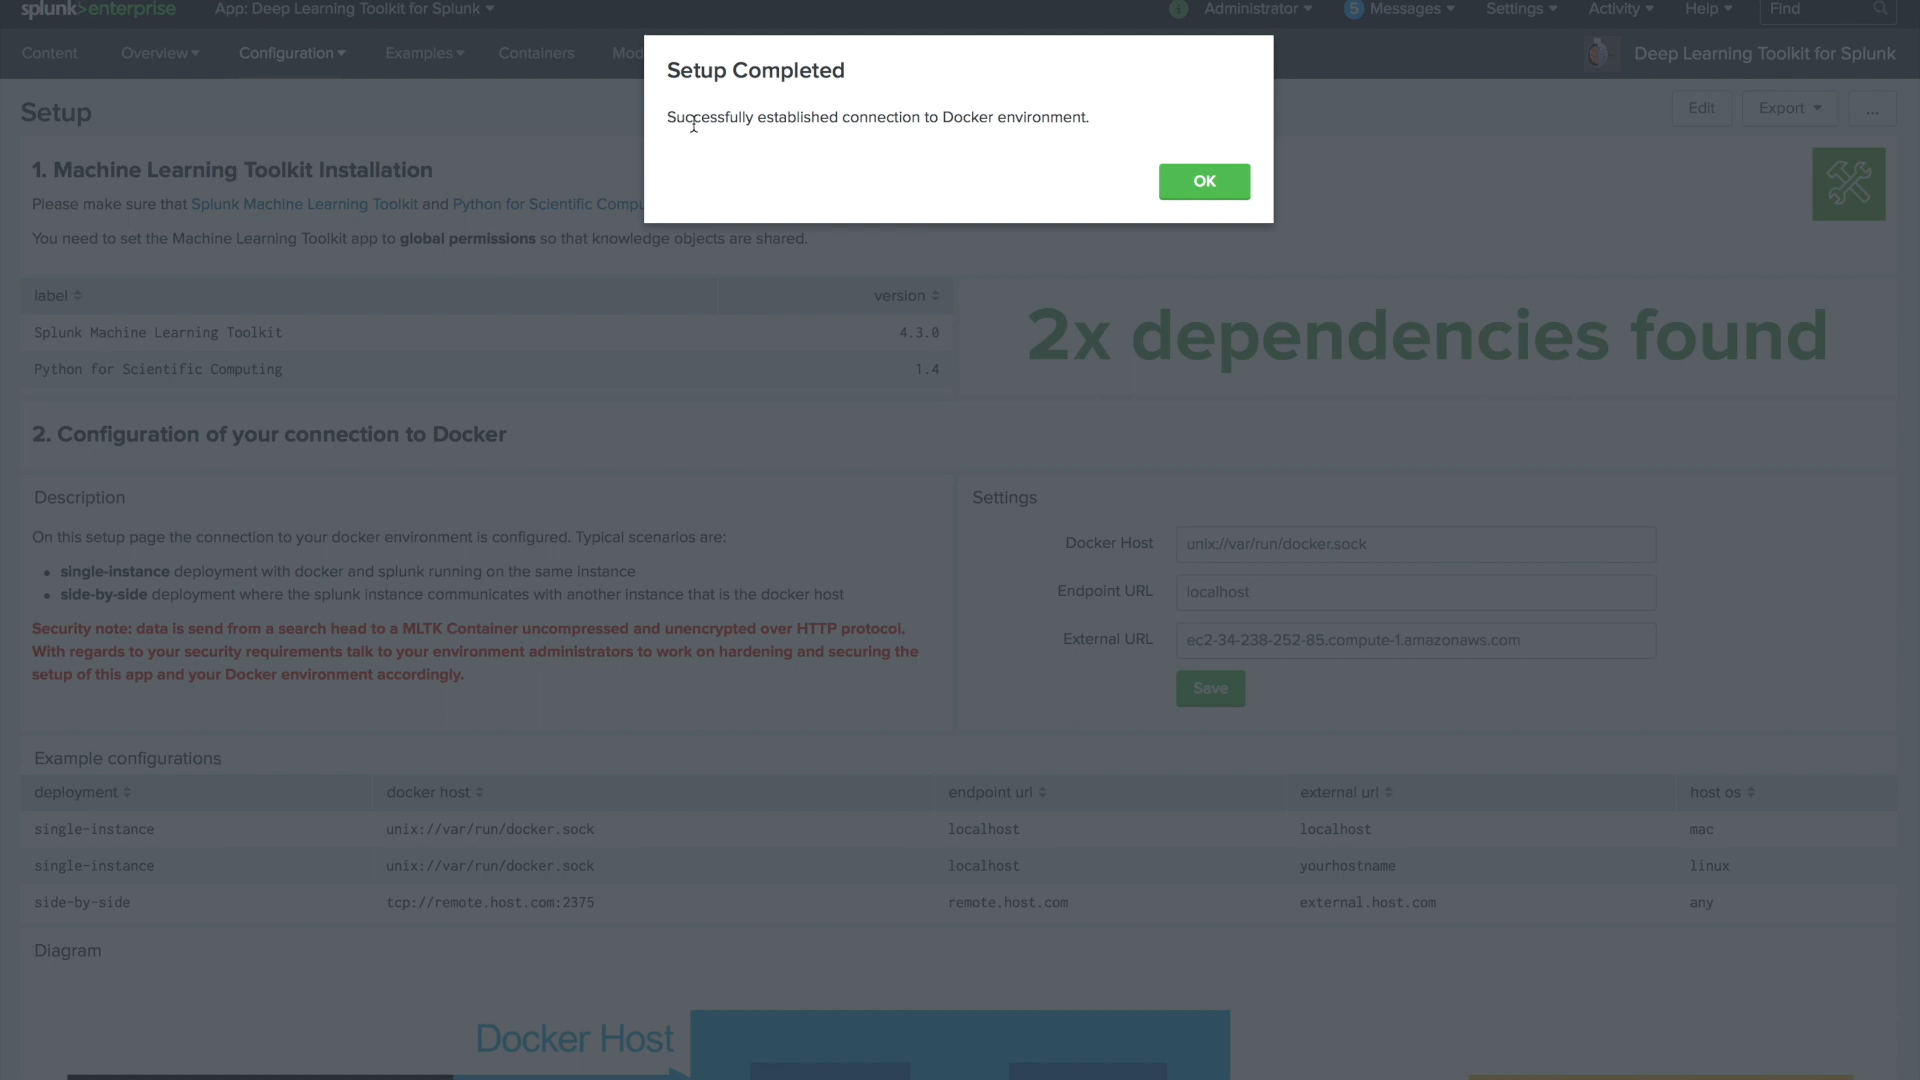 splunk>enterprise App: Deep Learning Toolkit for Splunk i Administrator 5 Messages Settings Activity Help Find
Content Overview Configuration Examples Containers Mod Deep Learning Toolkit for Splunk
Setup Completed
Successfully established connection to Docker environment.
OK
Setup
Edit Export ...
1. Machine Learning Toolkit Installation
Please make sure that Splunk Machine Learning Toolkit and Python for Scientific Compu
You need to set the Machine Learning Toolkit app to global permissions so that knowledge objects are shared.
label version
Splunk Machine Learning Toolkit 4.3.0
Python for Scientific Computing 1.4
2x dependencies found
2. Configuration of your connection to Docker
Description
On this setup page the connection to your docker environment is configured. Typical scenarios are:
• single-instance deployment with docker and splunk running on the same instance
• side-by-side deployment where the splunk instance communicates with another instance that is the docker host
Security note: data is send from a search head to a MLTK Container uncompressed and unencrypted over HTTP protocol.
With regards to your security requirements talk to your environment administrators to work on hardening and securing the
setup of this app and your Docker environment accordingly.
Settings
Docker Host unix://var/run/docker.sock
Endpoint URL localhost
External URL ec2-34-238-252-85.compute-1.amazonaws.com
Save
Example configurations
deployment docker host endpoint url external url host os
single-instance unix://var/run/docker.sock localhost localhost mac
single-instance unix://var/run/docker.sock localhost yourhostname linux
side-by-side tcp://remote.host.com:2375 remote.host.com external.host.com any
Diagram
Docker Host